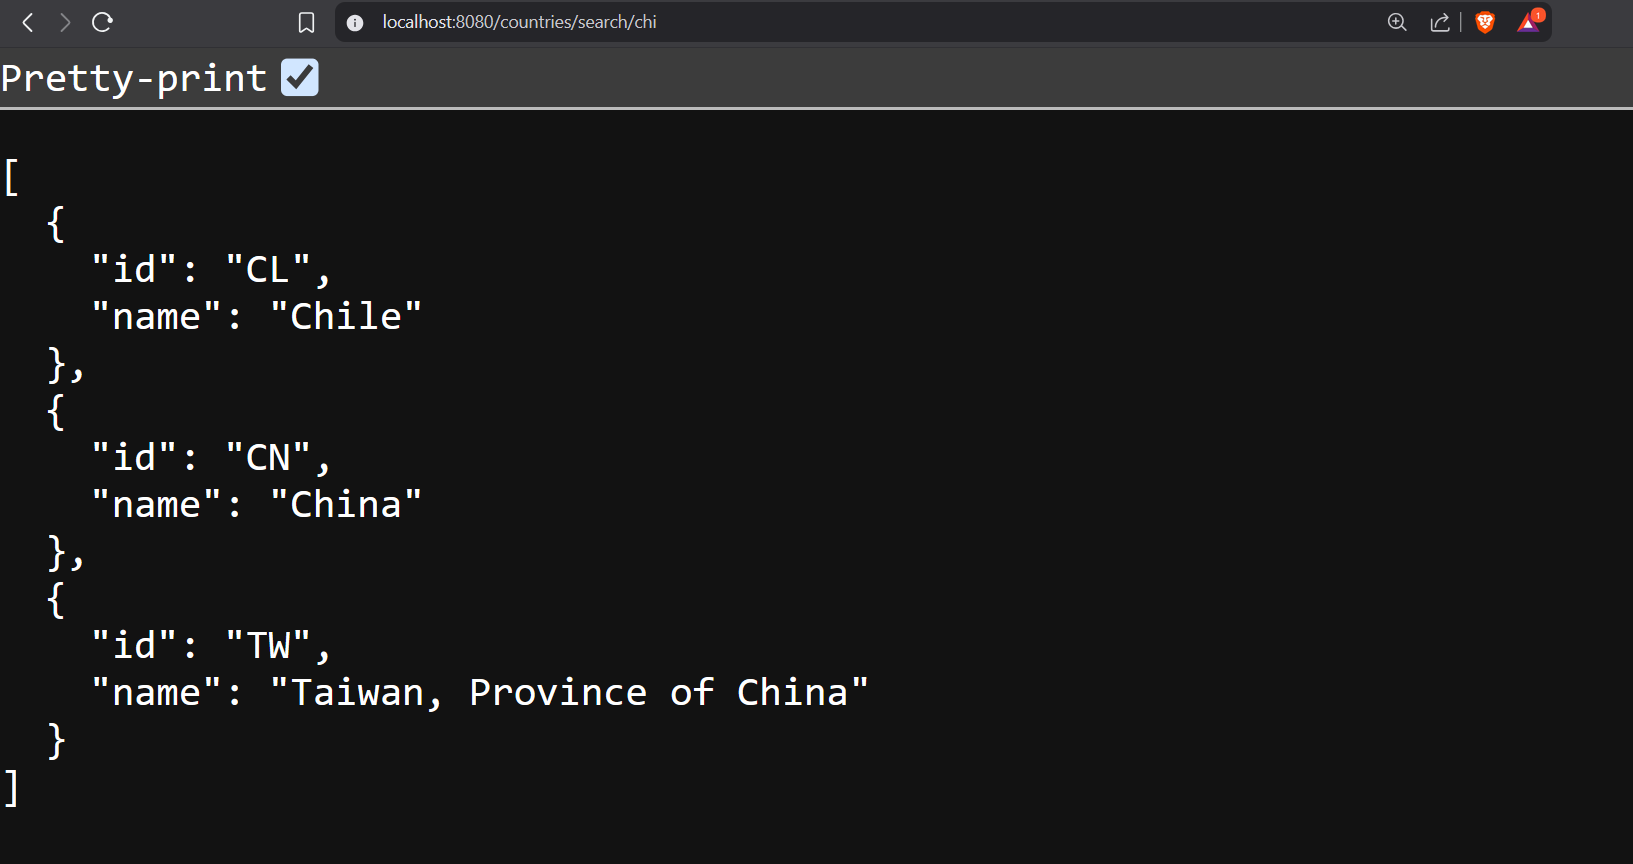 localhost:8080/countries/search/chi
1
Pretty-print
[
  {
    "id": "CL",
    "name": "Chile"
  },
  {
    "id": "CN",
    "name": "China"
  },
  {
    "id": "TW",
    "name": "Taiwan, Province of China"
  }
]